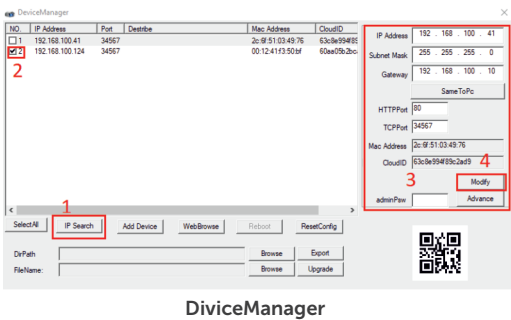 DeviceManager
NO. IP Address Port Destribe Mac Address CloudID
1 192.168.100.41 34567 2c:6f:51:03:49:76 63c8e994f89
2 192.168.100.124 34567 00:12:41:f3:50:bf 60aa05b2bc
2
IP Address 192 . 168 . 100 . 41
Subnet Mask 255 . 255 . 255 . 0
Gateway 192 . 168 . 100 . 10
SameToPc
HTTPPort 80
TCPPort 34567
Mac Address 2c:6f:51:03:49:76
CloudID 63c8e994f89c2ad9
3
4
Modify
adminPsw Advance
1
SelectAll IP Search Add Device WebBrowse Reboot ResetConfig
DirPath Browse Export
FileName: Browse Upgrade
DiviceManager